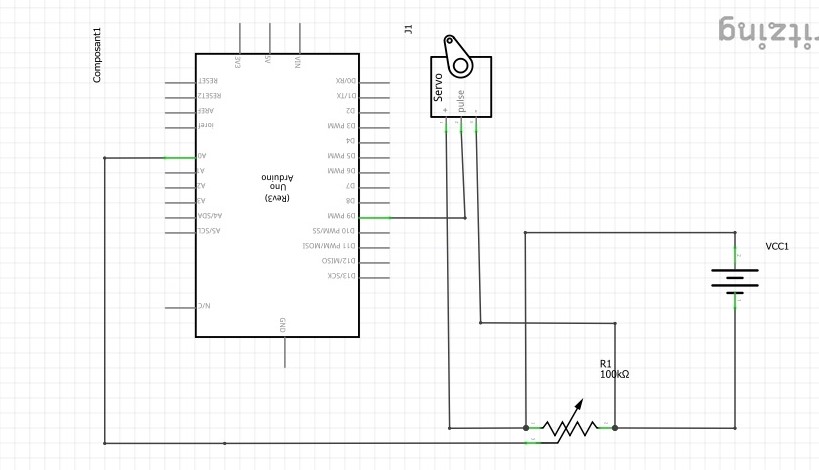 ritzing
Composant1
J1
3V3
5V
VIN
RESET
RESET2
AREF
ioref
A0
A1
A2
A3
A4/SDA
A5/SCL
N/C
D0/RX
D1/TX
D2
D3 PWM
D4
D5 PWM
D6 PWM
D7
D8
D9 PWM
D10 PWM/SS
D11 PWM/MOSI
D12/MISO
D13/SCK
GND
Arduino
Uno
(Rev3)
Servo
+
pulse
-
VCC1
R1
100kΩ